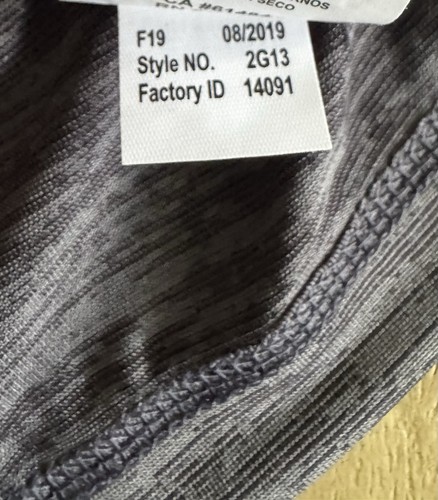 SECO
F19 08/2019
Style NO. 2G13
Factory ID 14091